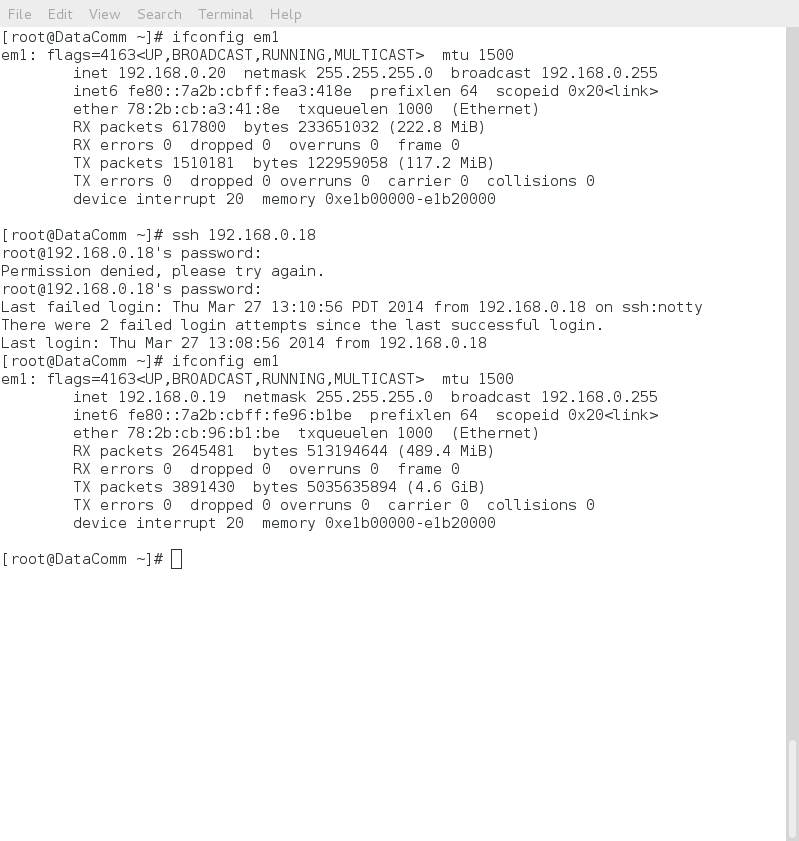 File Edit View Search Terminal Help
[root@DataComm ~]# ifconfig em1
em1: flags=4163<UP,BROADCAST,RUNNING,MULTICAST>  mtu 1500
        inet 192.168.0.20  netmask 255.255.255.0  broadcast 192.168.0.255
        inet6 fe80::7a2b:cbff:fea3:418e  prefixlen 64  scopeid 0x20<link>
        ether 78:2b:cb:a3:41:8e  txqueuelen 1000  (Ethernet)
        RX packets 617800  bytes 233651032 (222.8 MiB)
        RX errors 0  dropped 0  overruns 0  frame 0
        TX packets 1510181  bytes 122959058 (117.2 MiB)
        TX errors 0  dropped 0 overruns 0  carrier 0  collisions 0
        device interrupt 20  memory 0xe1b00000-e1b20000

[root@DataComm ~]# ssh 192.168.0.18
root@192.168.0.18's password:
Permission denied, please try again.
root@192.168.0.18's password:
Last failed login: Thu Mar 27 13:10:56 PDT 2014 from 192.168.0.18 on ssh:notty
There were 2 failed login attempts since the last successful login.
Last login: Thu Mar 27 13:08:56 2014 from 192.168.0.18
[root@DataComm ~]# ifconfig em1
em1: flags=4163<UP,BROADCAST,RUNNING,MULTICAST>  mtu 1500
        inet 192.168.0.19  netmask 255.255.255.0  broadcast 192.168.0.255
        inet6 fe80::7a2b:cbff:fe96:b1be  prefixlen 64  scopeid 0x20<link>
        ether 78:2b:cb:96:b1:be  txqueuelen 1000  (Ethernet)
        RX packets 2645481  bytes 513194644 (489.4 MiB)
        RX errors 0  dropped 0  overruns 0  frame 0
        TX packets 3891430  bytes 5035635894 (4.6 GiB)
        TX errors 0  dropped 0 overruns 0  carrier 0  collisions 0
        device interrupt 20  memory 0xe1b00000-e1b20000

[root@DataComm ~]#